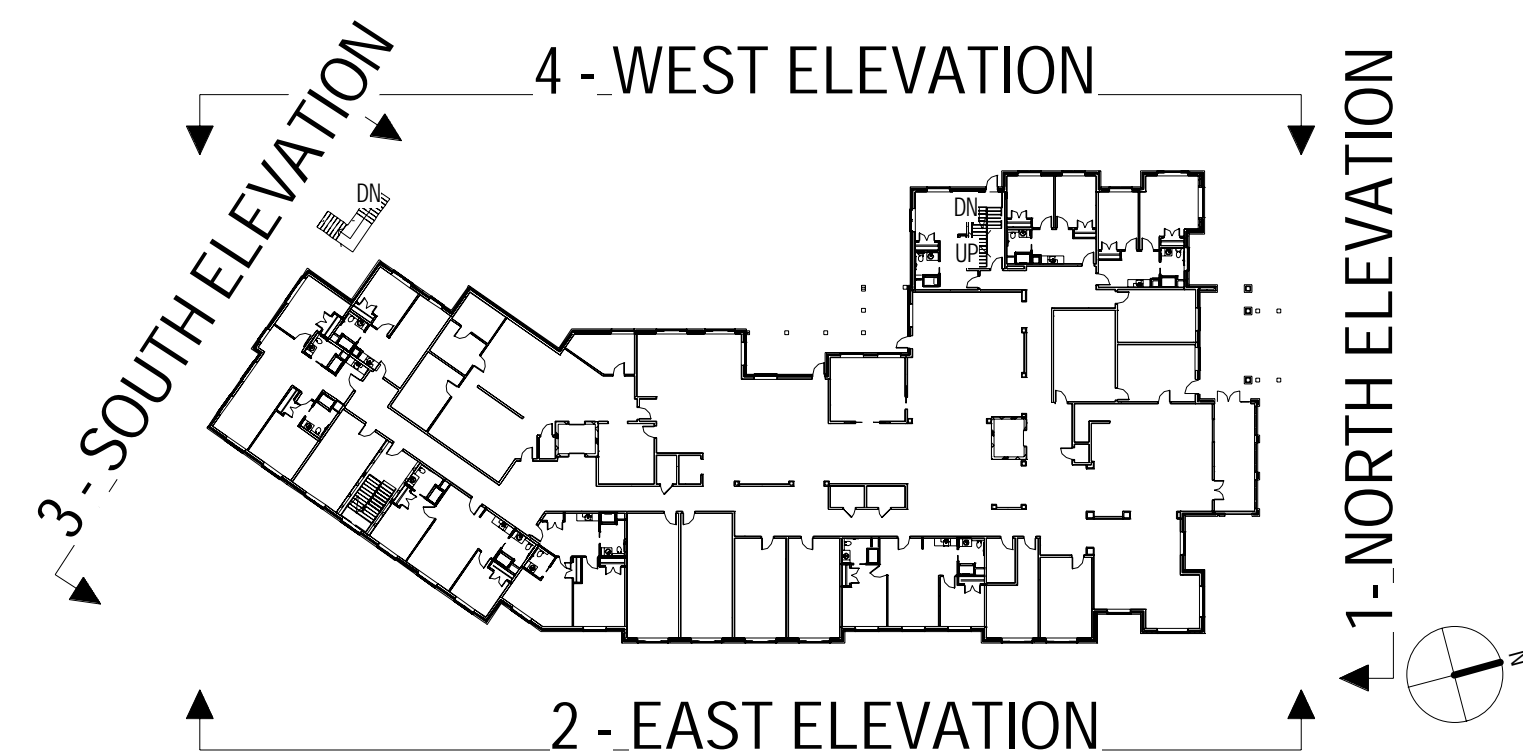 4 - WEST ELEVATION
3 - SOUTH ELEVATION
1 - NORTH ELEVATION
DN
DN
UP
2 - EAST ELEVATION
N